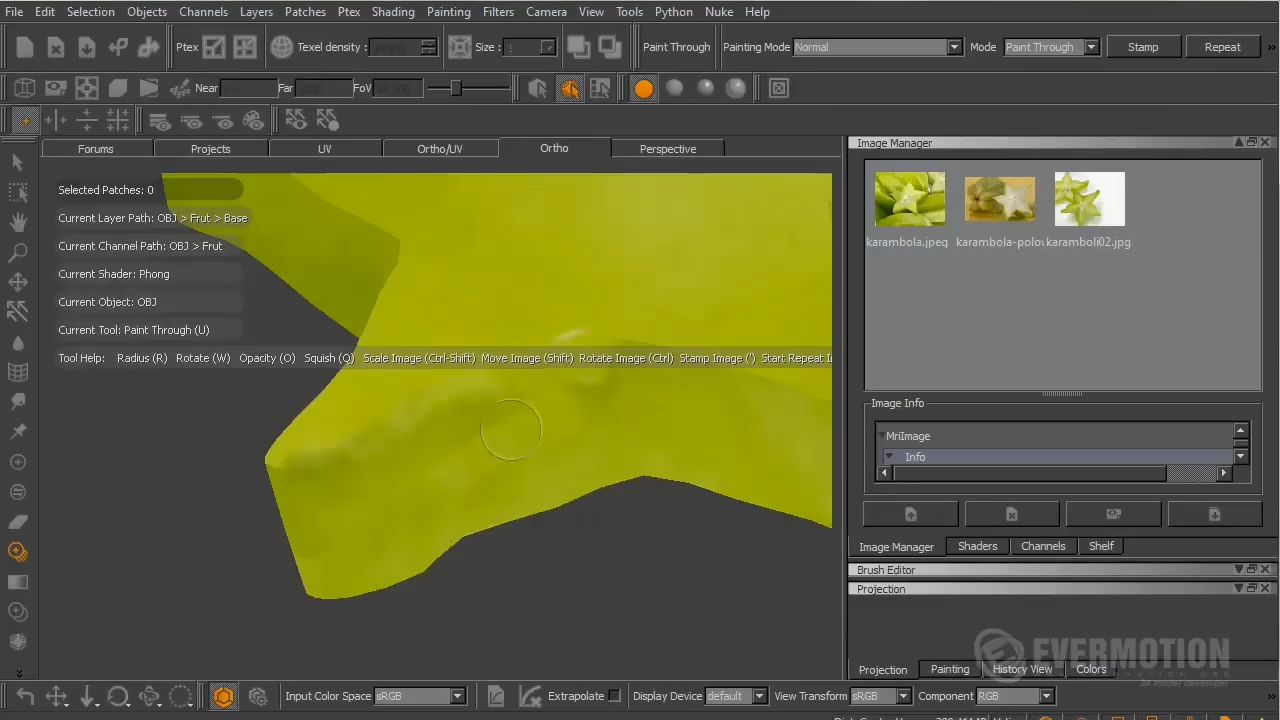 File Edit Selection Objects Channels Layers Patches Ptex Shading Painting Filters Camera View Tools Python Nuke Help
Ptex Texel density: Size : 1 Paint Through Painting Mode Normal Mode Paint Through Stamp Repeat »
Near Far FoV
Forums Projects UV Ortho/UV Ortho Perspective
Image Manager
Selected Patches: 0
Current Layer Path: OBJ > Frut > Base
Current Channel Path: OBJ > Frut
Current Shader: Phong
Current Object: OBJ
Current Tool: Paint Through (U)
Tool Help: Radius (R) Rotate (W) Opacity (O) Squish (Q) Scale Image (Ctrl-Shift) Move Image (Shift) Rotate Image (Ctrl) Stamp Image (') Start Repeat I
karambola.jpeg karambola-polov karamboli02.jpg
Image Info
MriImage
Info
Image Manager Shaders Channels Shelf
Brush Editor
Projection
EVERMOTION
3d model developer
Projection Painting History View Colors
Input Color Space sRGB Extrapolate Display Device default View Transform sRGB Component RGB »